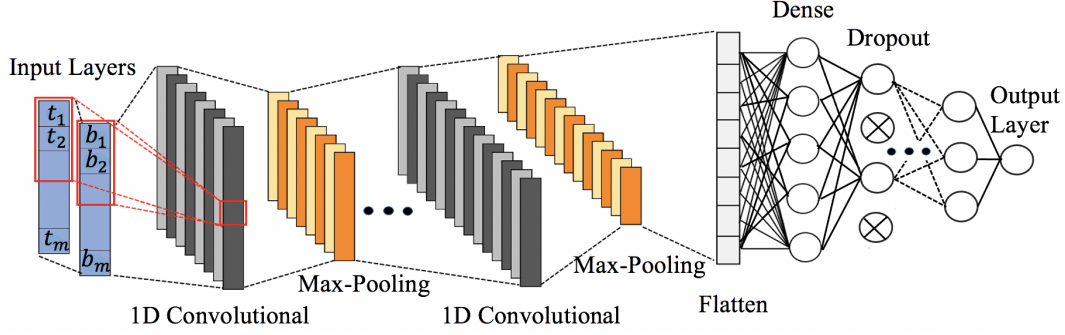 Dense
Dropout
Input Layers
Output
Layer
t₁
t₂
tₘ
b₁
b₂
bₘ
Max-Pooling
Max-Pooling
1D Convolutional
1D Convolutional
Flatten